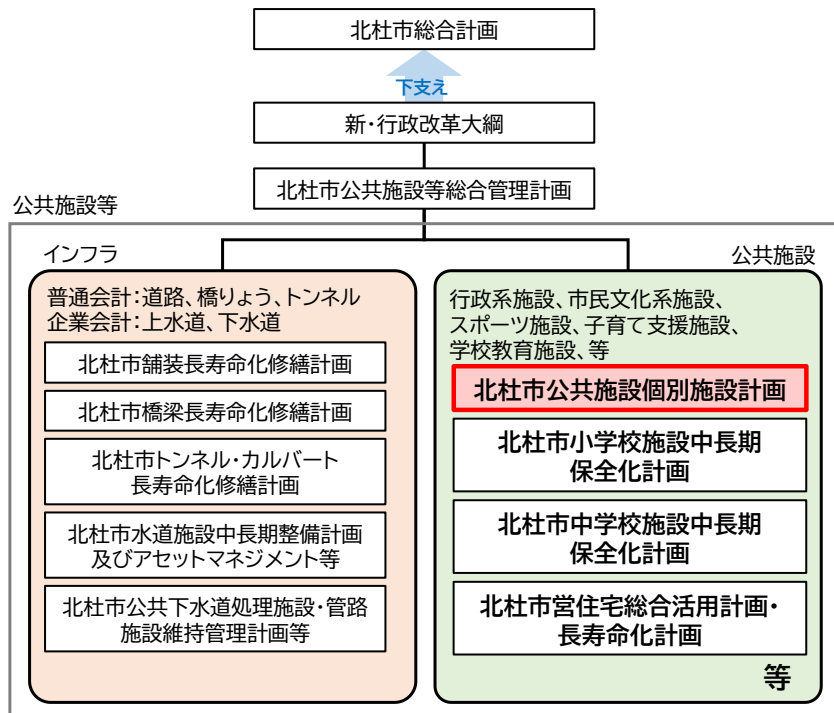 北杜市総合計画
下支え
新・行政改革大綱
北杜市公共施設等総合管理計画
公共施設等
インフラ
普通会計：道路、橋りょう、トンネル
企業会計：上水道、下水道
北杜市舗装長寿命化修繕計画
北杜市橋梁長寿命化修繕計画
北杜市トンネル・カルバート
長寿命化修繕計画
北杜市水道施設中長期整備計画
及びアセットマネジメント等
北杜市公共下水道処理施設・管路
施設維持管理計画等
公共施設
行政系施設、市民文化系施設、
スポーツ施設、子育て支援施設、
学校教育施設、等
北杜市公共施設個別施設計画
北杜市小学校施設中長期
保全化計画
北杜市中学校施設中長期
保全化計画
北杜市営住宅総合活用計画・
長寿命化計画
等